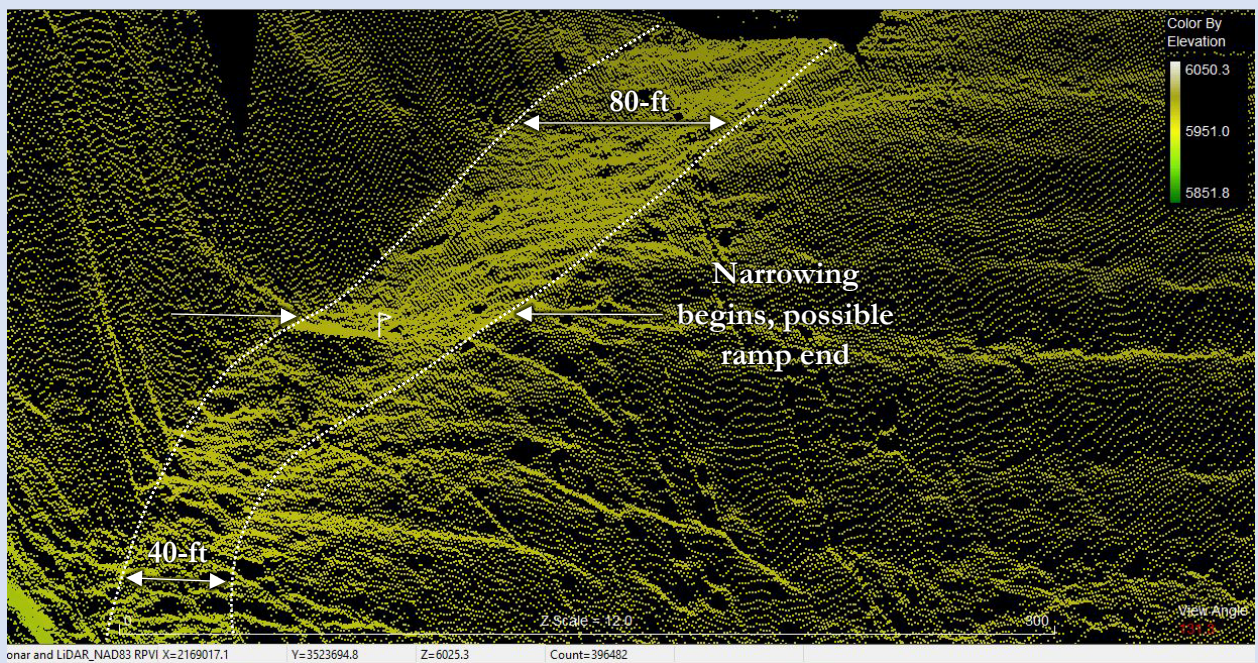 Color By
Elevation
6050.3
5951.0
5851.8
80-ft
Narrowing
begins, possible
ramp end
40-ft
0
Z Scale = 12.0
300
View Angle
onar and LiDAR_NAD83 RPVI X=2169017.1 Y=3523694.8 Z=6025.3 Count=396482